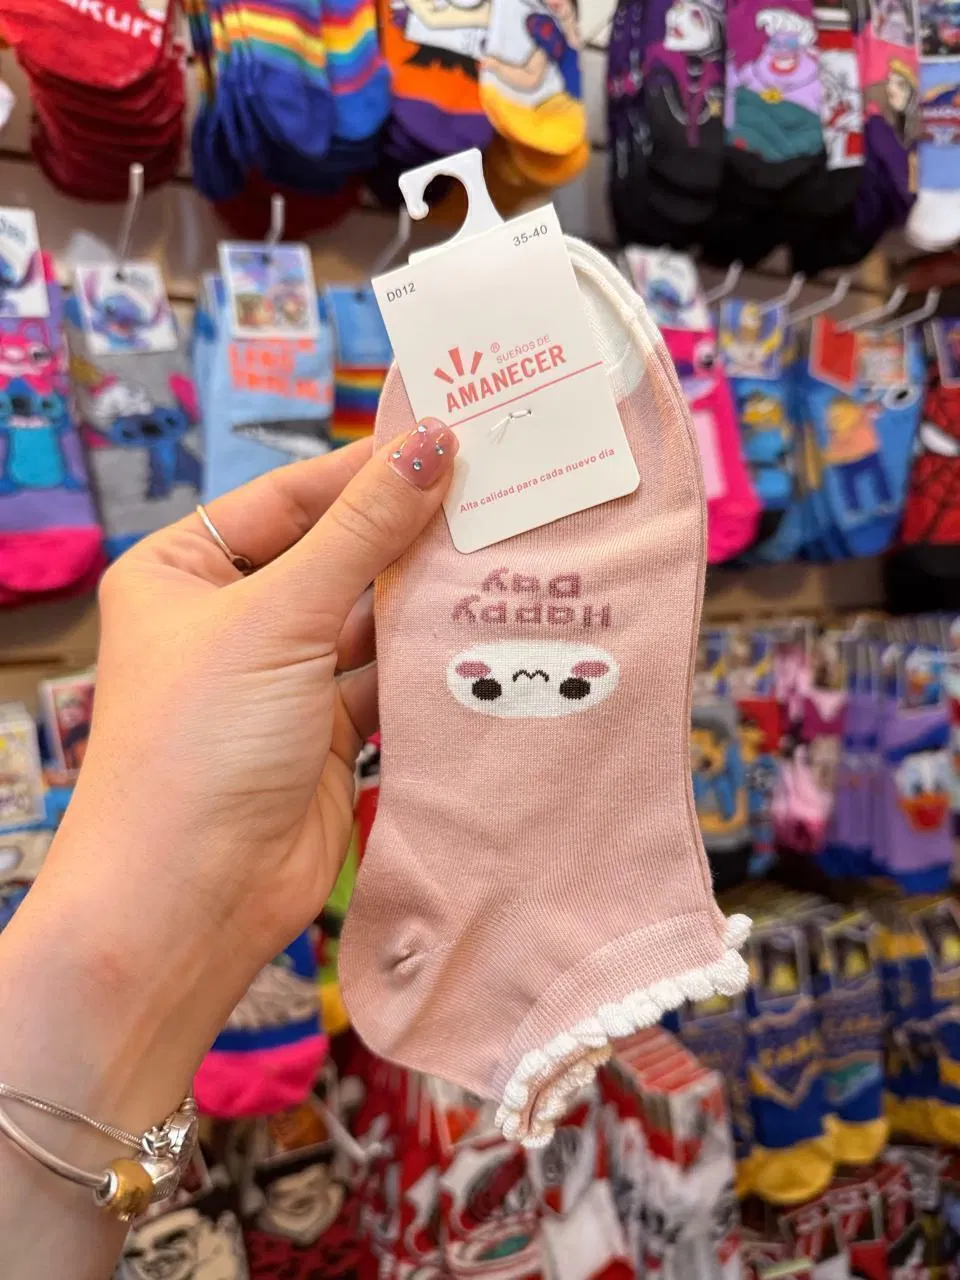 35-40
D012
® SUEÑOS DE
AMANECER
Alta calidad para cada nuevo día
Happy
Day